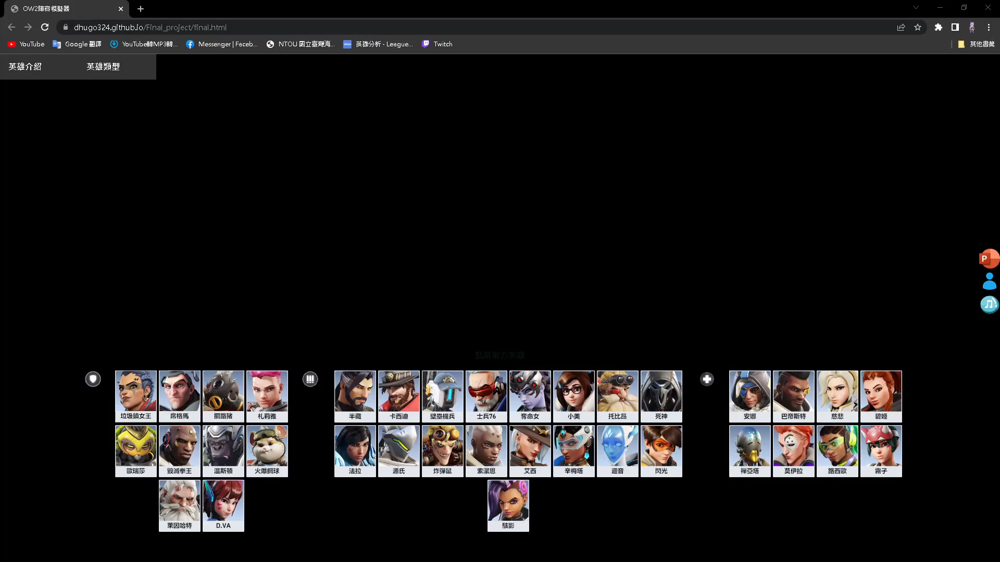 OW2陣容模擬器
dhugo324.github.io/Final_project/final.html
YouTube
Google 翻譯
YouTube轉MP3轉...
Messenger | Faceb...
NTOU 國立臺灣海...
英雄分析 - League...
Twitch
其他書籤
英雄介紹
英雄類型
P
點選敵方英雄
垃圾鎮女王
席格馬
攔路豬
札莉雅
半藏
卡西迪
壁壘機兵
士兵76
奪命女
小美
托比昂
死神
安娜
巴帝斯特
慈悲
碧姬
歐瑞莎
毀滅拳王
溫斯頓
火爆鋼球
法拉
源氏
炸彈鼠
索潔恩
艾西
辛梅塔
迴音
閃光
禪亞塔
莫伊拉
路西歐
霧子
萊因哈特
D.VA
駭影